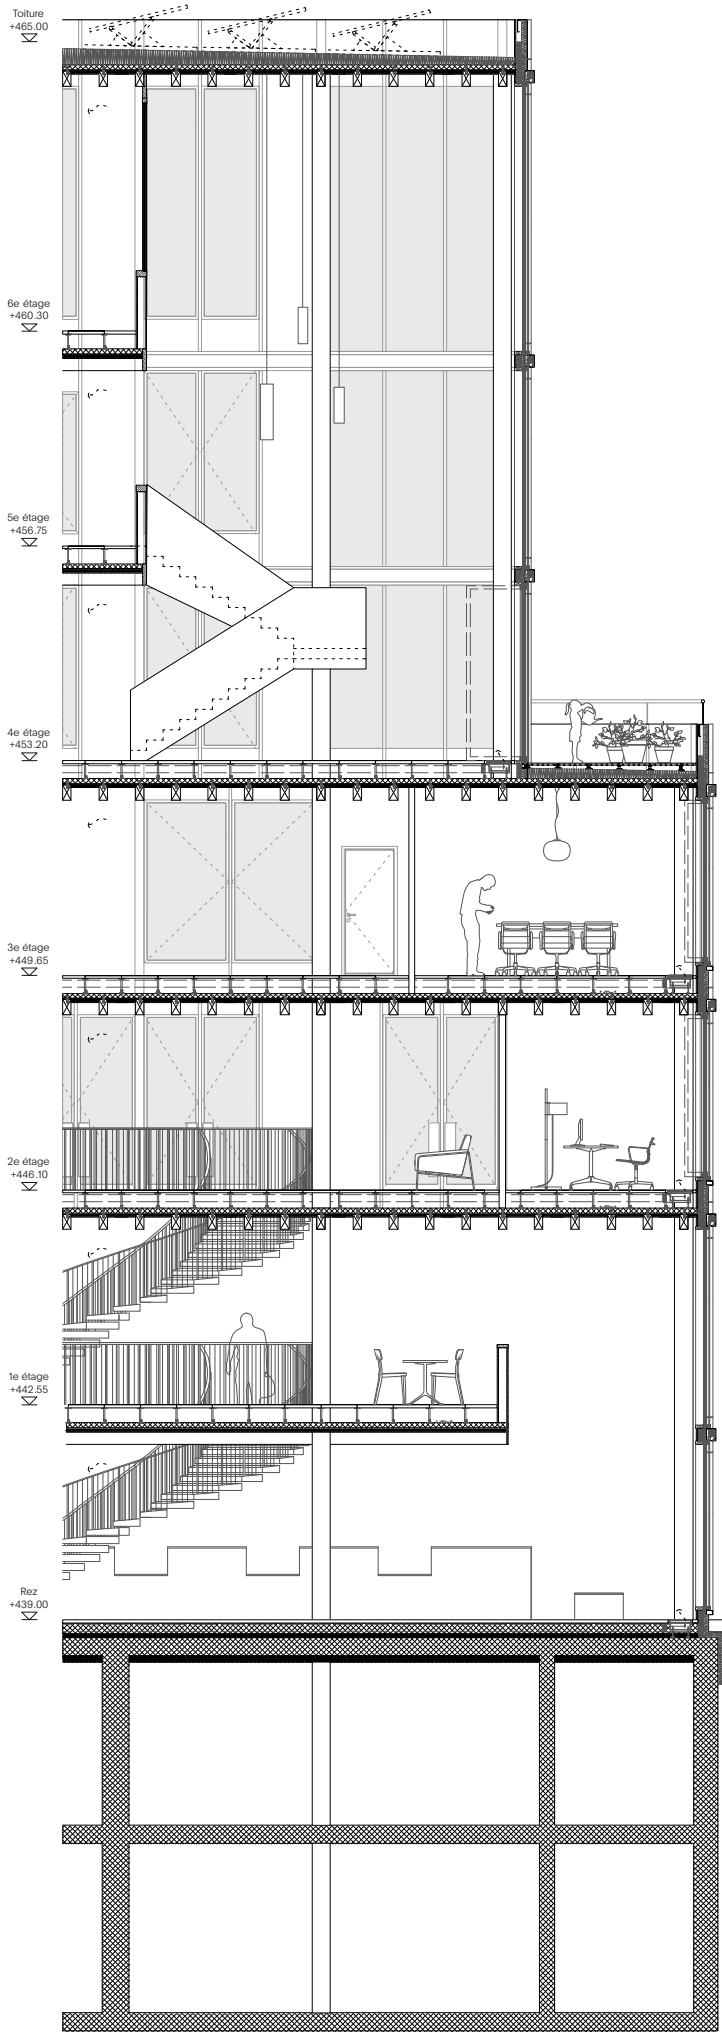 Toiture
+465.00
6e étage
+460.30
5e étage
+456.75
4e étage
+453.20
3e étage
+449.65
2e étage
+446.10
1e étage
+442.55
Rez
+439.00